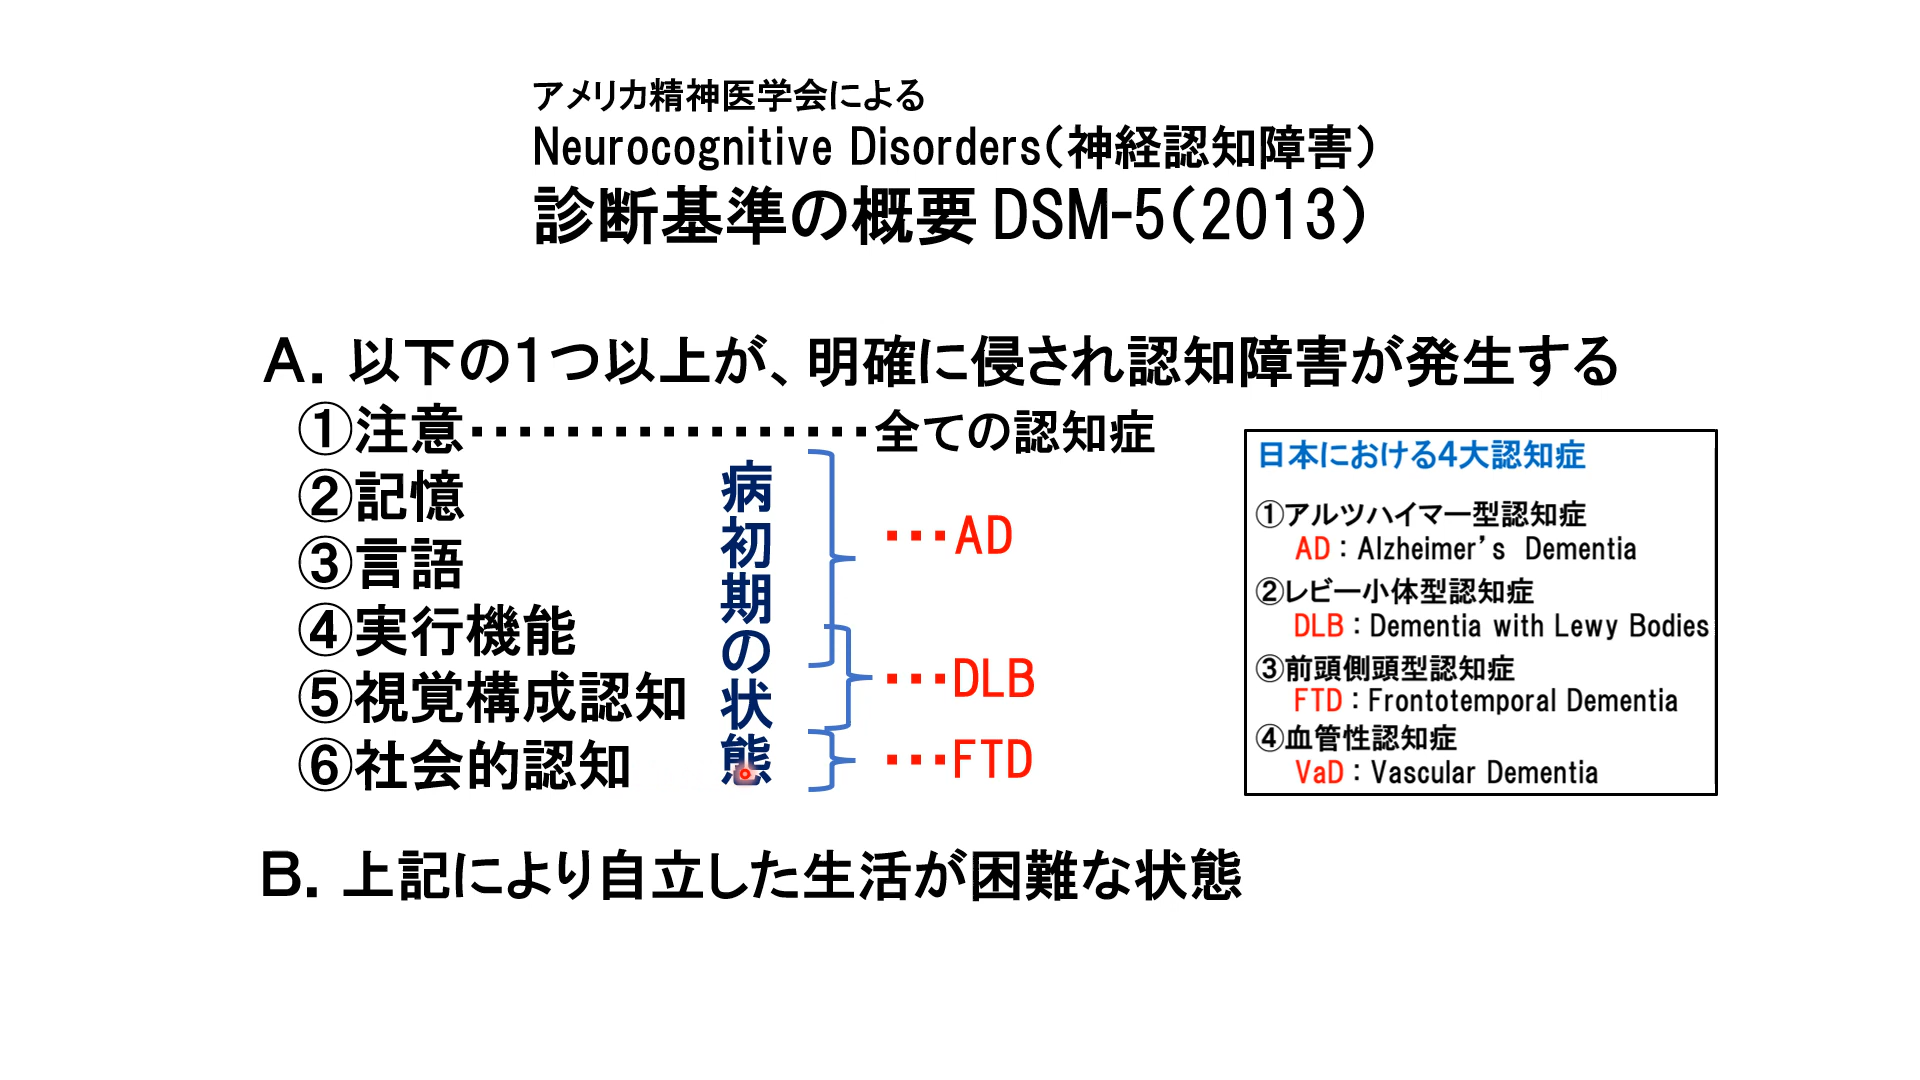 アメリカ精神医学会による
Neurocognitive Disorders(神経認知障害)
診断基準の概要 DSM-5(2013)
A. 以下の1つ以上が、明確に侵され認知障害が発生する
①注意・・・・・・・・・・・・・・・・・全ての認知症
②記憶
③言語
④実行機能
⑤視覚構成認知
⑥社会的認知
病初期の状態
・・・AD
・・・DLB
・・・FTD
日本における4大認知症
①アルツハイマー型認知症
AD:Alzheimer's Dementia
②レビー小体型認知症
DLB:Dementia with Lewy Bodies
③前頭側頭型認知症
FTD:Frontotemporal Dementia
④血管性認知症
VaD:Vascular Dementia
B. 上記により自立した生活が困難な状態